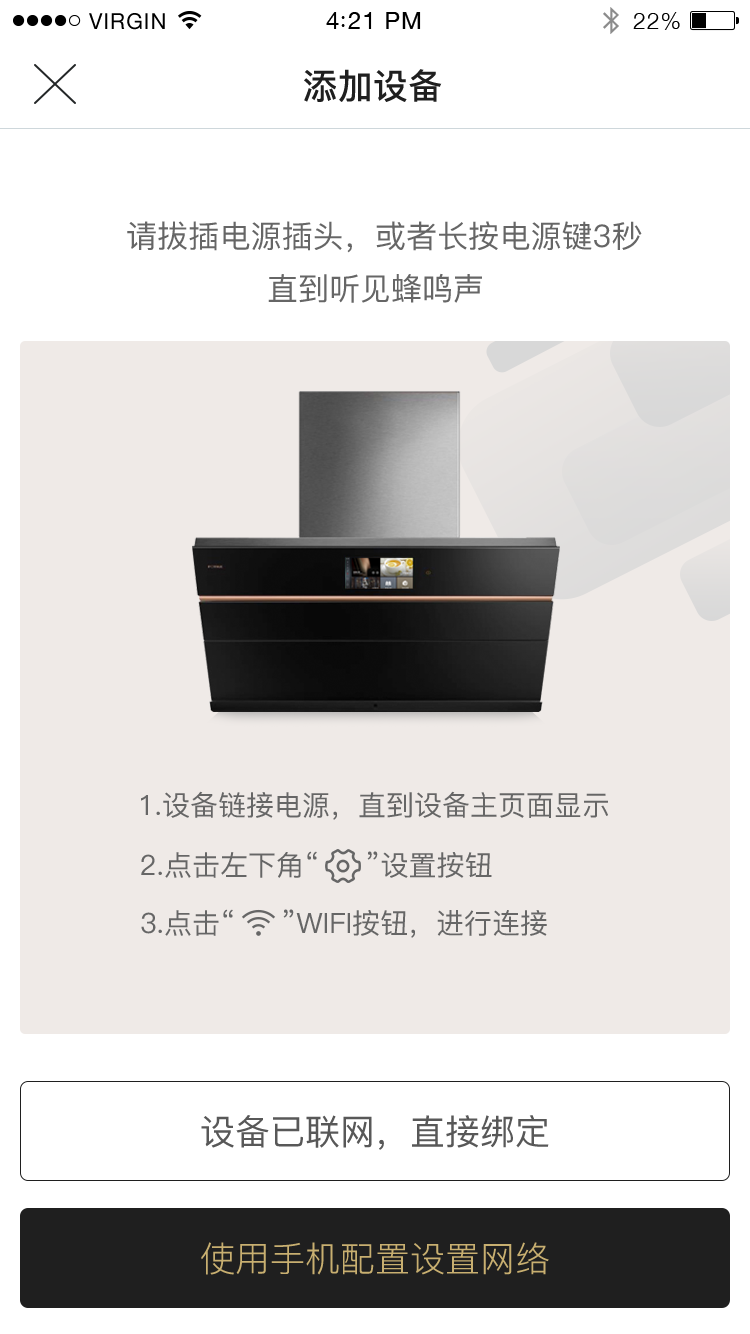 VIRGIN 4:21 PM 22%
添加设备
请拔插电源插头，或者长按电源键3秒
直到听见蜂鸣声
1.设备链接电源，直到设备主页面显示
2.点击左下角“ ”设置按钮
3.点击“ ”WIFI按钮，进行连接
设备已联网，直接绑定
使用手机配置设置网络